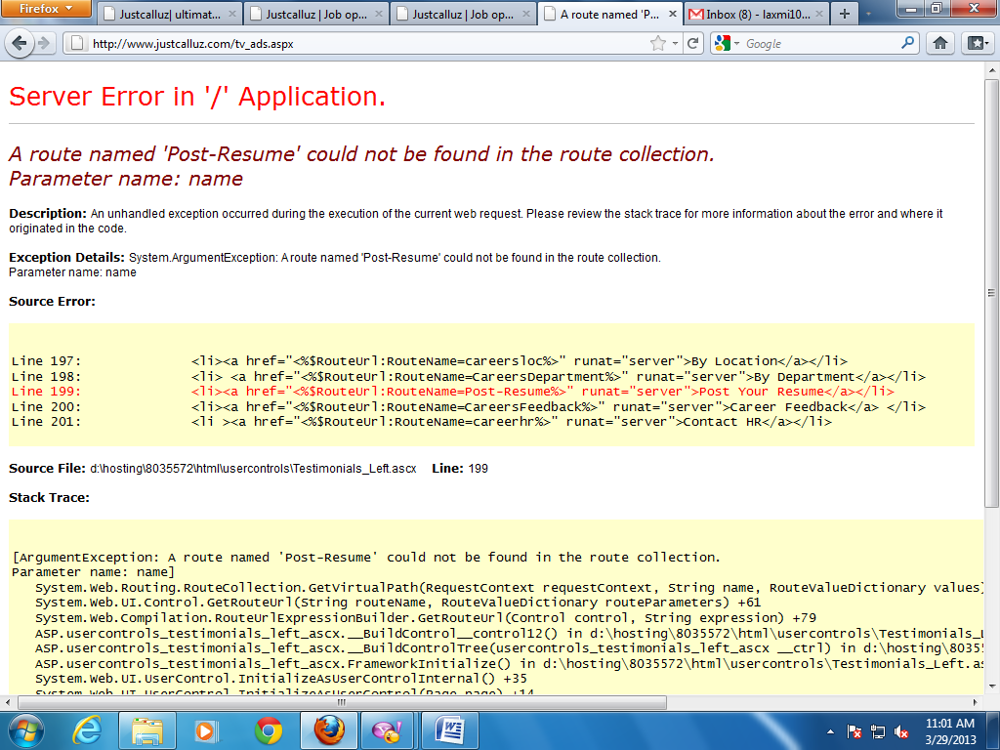 Firefox
Justcalluz| ultimat...
Justcalluz | Job op...
Justcalluz | Job op...
A route named 'P...
Inbox (8) - laxmi10...
http://www.justcalluz.com/tv_ads.aspx
Google
Server Error in '/' Application.
A route named 'Post-Resume' could not be found in the route collection.
Parameter name: name
Description: An unhandled exception occurred during the execution of the current web request. Please review the stack trace for more information about the error and where it
originated in the code.
Exception Details: System.ArgumentException: A route named 'Post-Resume' could not be found in the route collection.
Parameter name: name
Source Error:
Line 197: <li><a href="<%$RouteUrl:RouteName=careersloc%>" runat="server">By Location</a></li>
Line 198: <li> <a href="<%$RouteUrl:RouteName=CareersDepartment%>" runat="server">By Department</a></li>
Line 199: <li><a href="<%$RouteUrl:RouteName=Post-Resume%>" runat="server">Post Your Resume</a></li>
Line 200: <li><a href="<%$RouteUrl:RouteName=CareersFeedback%>" runat="server">Career Feedback</a> </li>
Line 201: <li ><a href="<%$RouteUrl:RouteName=careerhr%>" runat="server">Contact HR</a></li>
Source File: d:\hosting\8035572\html\usercontrols\Testimonials_Left.ascx Line: 199
Stack Trace:
[ArgumentException: A route named 'Post-Resume' could not be found in the route collection.
Parameter name: name]
System.Web.Routing.RouteCollection.GetVirtualPath(RequestContext requestContext, String name, RouteValueDictionary values)
System.Web.UI.Control.GetRouteUrl(String routeName, RouteValueDictionary routeParameters) +61
System.Web.Compilation.RouteUrlExpressionBuilder.GetRouteUrl(Control control, String expression) +79
ASP.usercontrols_testimonials_left_ascx.__BuildControl__control12() in d:\hosting\8035572\html\usercontrols\Testimonials_L
ASP.usercontrols_testimonials_left_ascx.__BuildControlTree(usercontrols_testimonials_left_ascx __ctrl) in d:\hosting\8035
ASP.usercontrols_testimonials_left_ascx.FrameworkInitialize() in d:\hosting\8035572\html\usercontrols\Testimonials_Left.as
System.Web.UI.UserControl.InitializeAsUserControlInternal() +35
System.Web.UI.UserControl.InitializeAsUserControl(Page page) +14
11:01 AM
3/29/2013